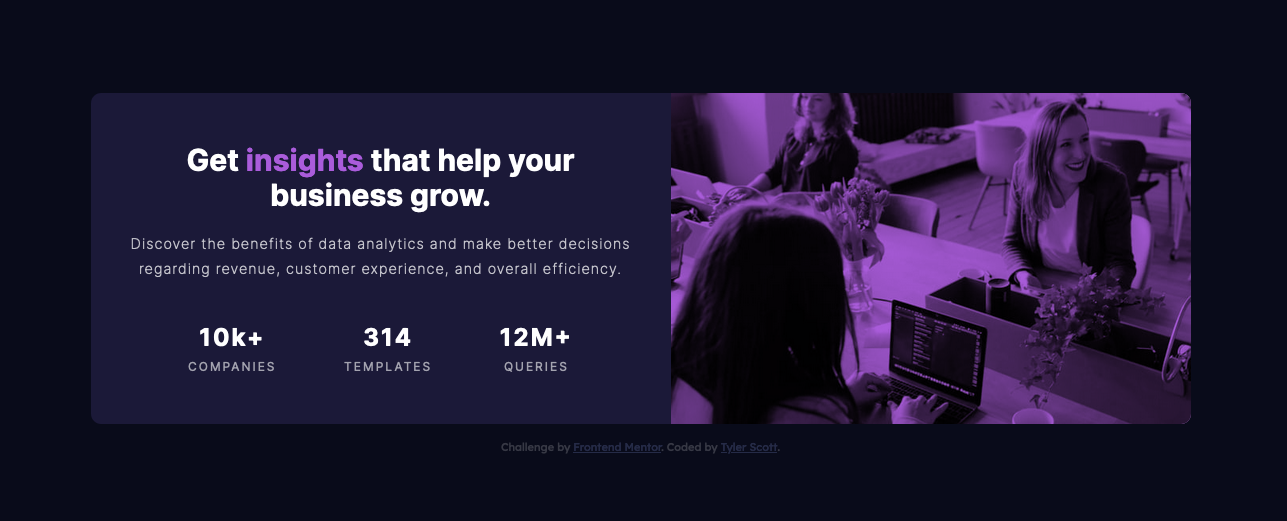 Get insights that help your
business grow.
Discover the benefits of data analytics and make better decisions
regarding revenue, customer experience, and overall efficiency.
10k+ 314 12M+
COMPANIES TEMPLATES QUERIES
Challenge by Frontend Mentor. Coded by Tyler Scott.